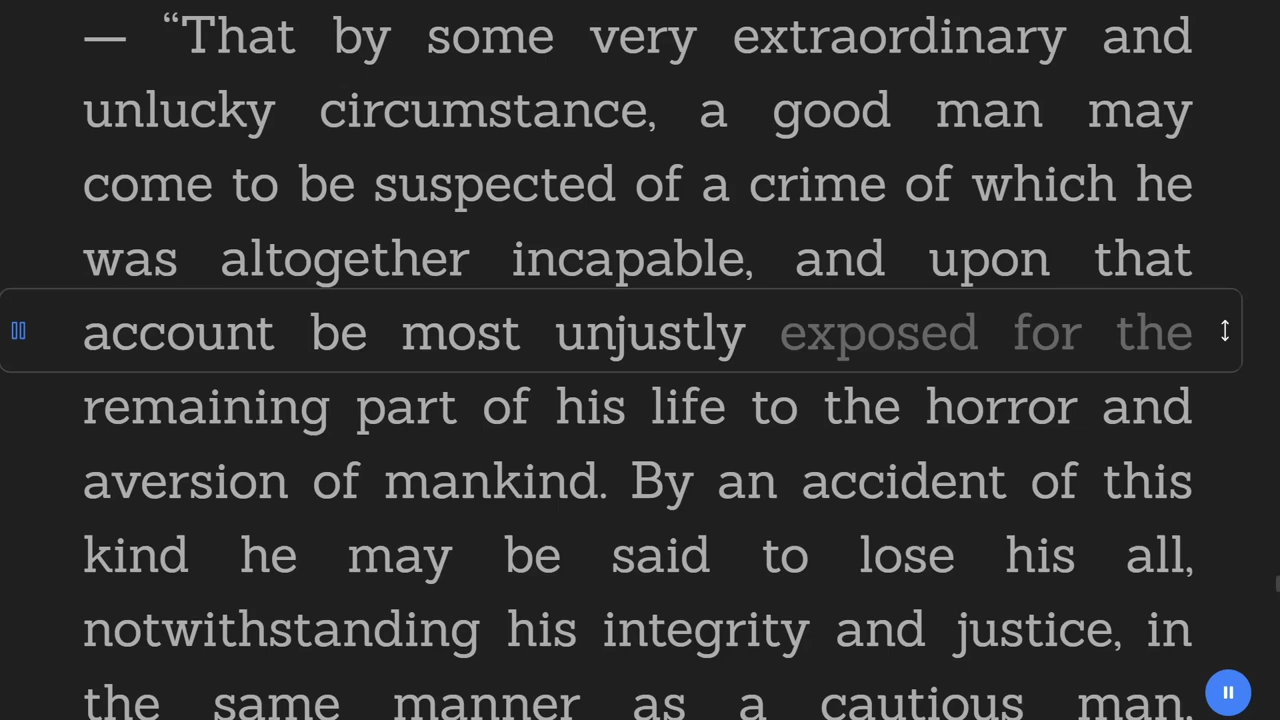 — “That by some very extraordinary and
unlucky circumstance, a good man may
come to be suspected of a crime of which he
was altogether incapable, and upon that
account be most unjustly exposed for the
remaining part of his life to the horror and
aversion of mankind. By an accident of this
kind he may be said to lose his all,
notwithstanding his integrity and justice, in
the same manner as a cautious man,